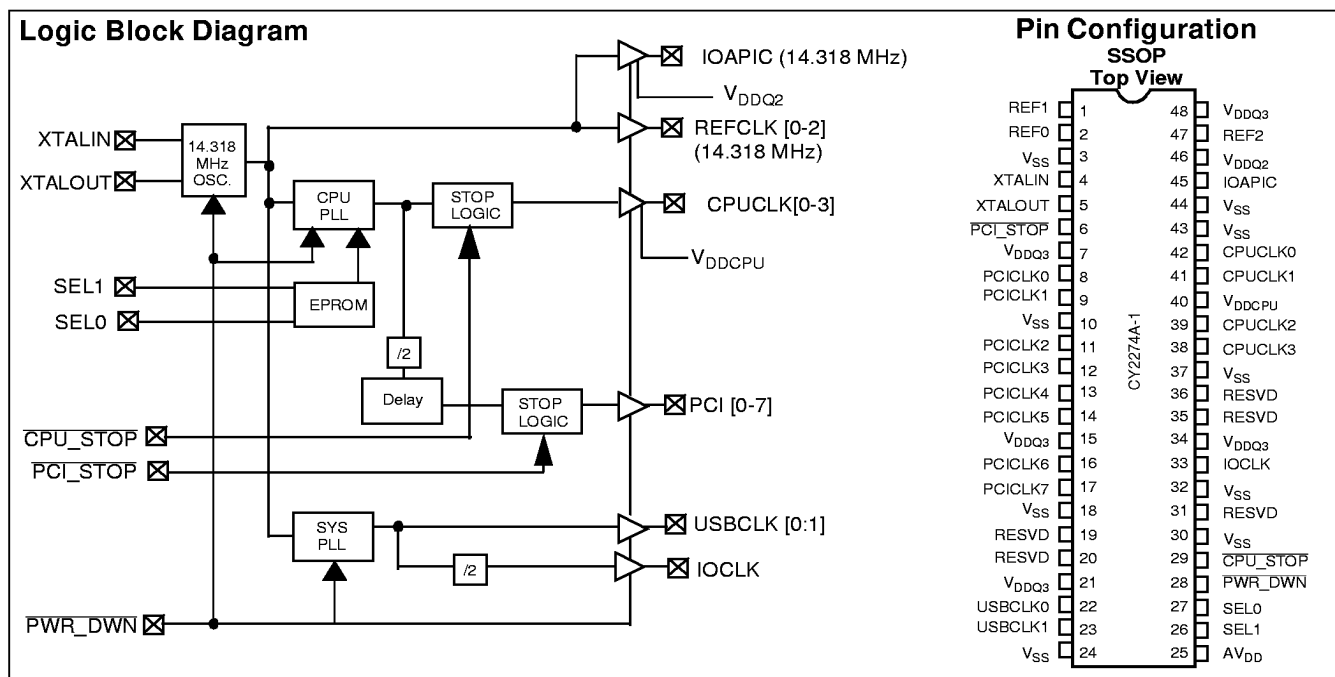 Logic Block Diagram
XTALIN
XTALOUT
14.318
MHz
OSC.
CPU
PLL
STOP
LOGIC
SEL1
SEL0
EPROM
/2
Delay
STOP
LOGIC
CPU_STOP
PCI_STOP
SYS
PLL
/2
PWR_DWN
IOAPIC (14.318 MHz)
VDDQ2
REFCLK [0-2]
(14.318 MHz)
CPUCLK[0-3]
VDDCPU
PCI [0-7]
USBCLK [0:1]
IOCLK
Pin Configuration
SSOP
Top View
REF1 1 48 VDDQ3
REF0 2 47 REF2
VSS 3 46 VDDQ2
XTALIN 4 45 IOAPIC
XTALOUT 5 44 VSS
PCI_STOP 6 43 VSS
VDDQ3 7 42 CPUCLK0
PCICLK0 8 41 CPUCLK1
PCICLK1 9 40 VDDCPU
VSS 10 39 CPUCLK2
PCICLK2 11 38 CPUCLK3
PCICLK3 12 37 VSS
PCICLK4 13 36 RESVD
PCICLK5 14 35 RESVD
VDDQ3 15 34 VDDQ3
PCICLK6 16 33 IOCLK
PCICLK7 17 32 VSS
VSS 18 31 RESVD
RESVD 19 30 VSS
RESVD 20 29 CPU_STOP
VDDQ3 21 28 PWR_DWN
USBCLK0 22 27 SEL0
USBCLK1 23 26 SEL1
VSS 24 25 AVDD
CY2274A-1